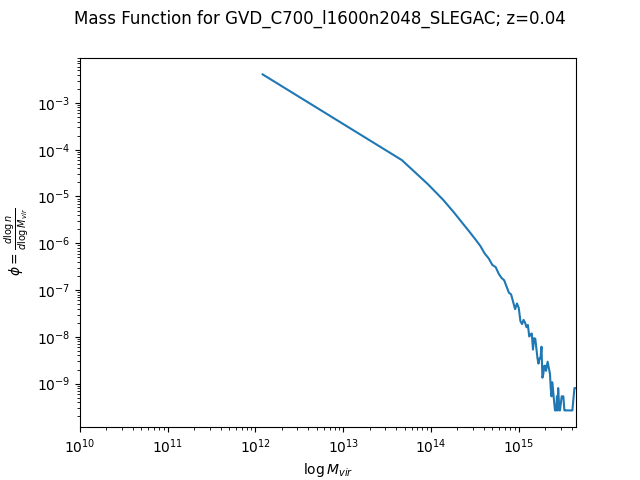 Mass Function for GVD_C700_l1600n2048_SLEGAC; z=0.04
10⁻³
10⁻⁴
10⁻⁵
10⁻⁶
10⁻⁷
10⁻⁸
10⁻⁹
ϕ = d log n / d log M_vir
10¹⁰ 10¹¹ 10¹² 10¹³ 10¹⁴ 10¹⁵
log M_vir